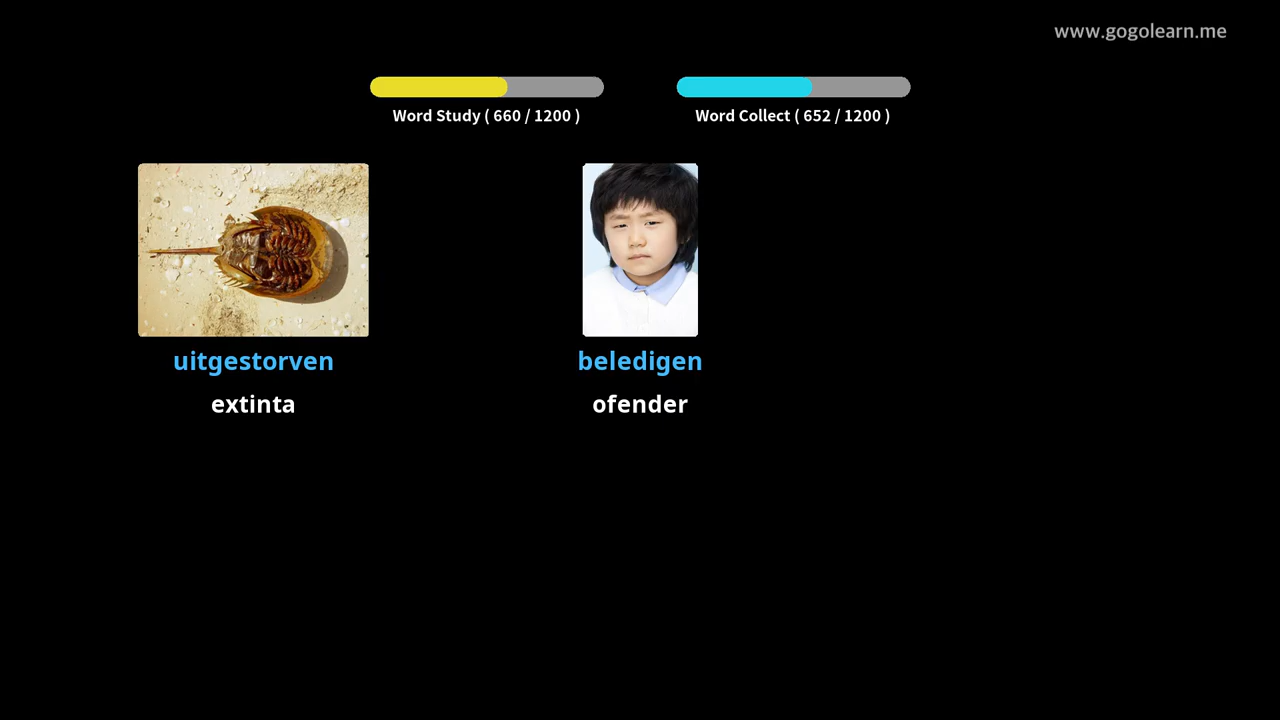 www.gogolearn.me
Word Study ( 660 / 1200 )
Word Collect ( 652 / 1200 )
uitgestorven
beledigen
extinta
ofender